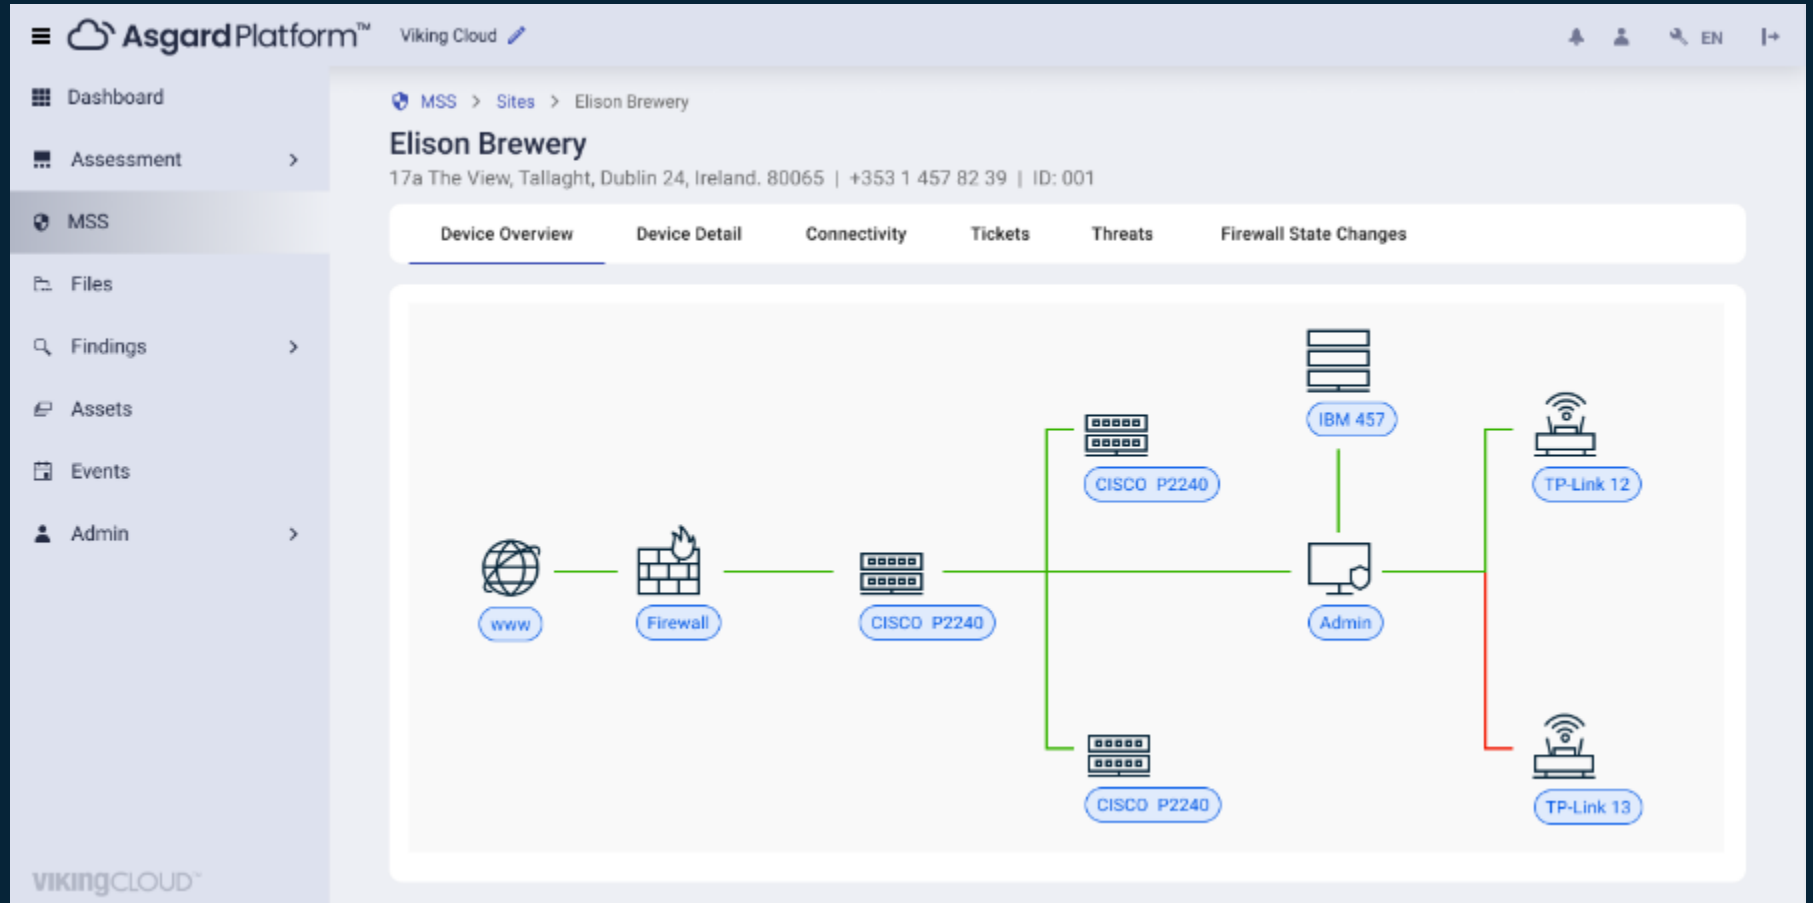 Asgard Platform™ Viking Cloud EN
Dashboard
Assessment
MSS
Files
Findings
Assets
Events
Admin
VIKINGCLOUD™
MSS > Sites > Elison Brewery
Elison Brewery
17a The View, Tallaght, Dublin 24, Ireland. 80065 | +353 1 457 82 39 | ID: 001
Device Overview Device Detail Connectivity Tickets Threats Firewall State Changes
IBM 457
CISCO P2240
TP-Link 12
www
Firewall
CISCO P2240
Admin
CISCO P2240
TP-Link 13